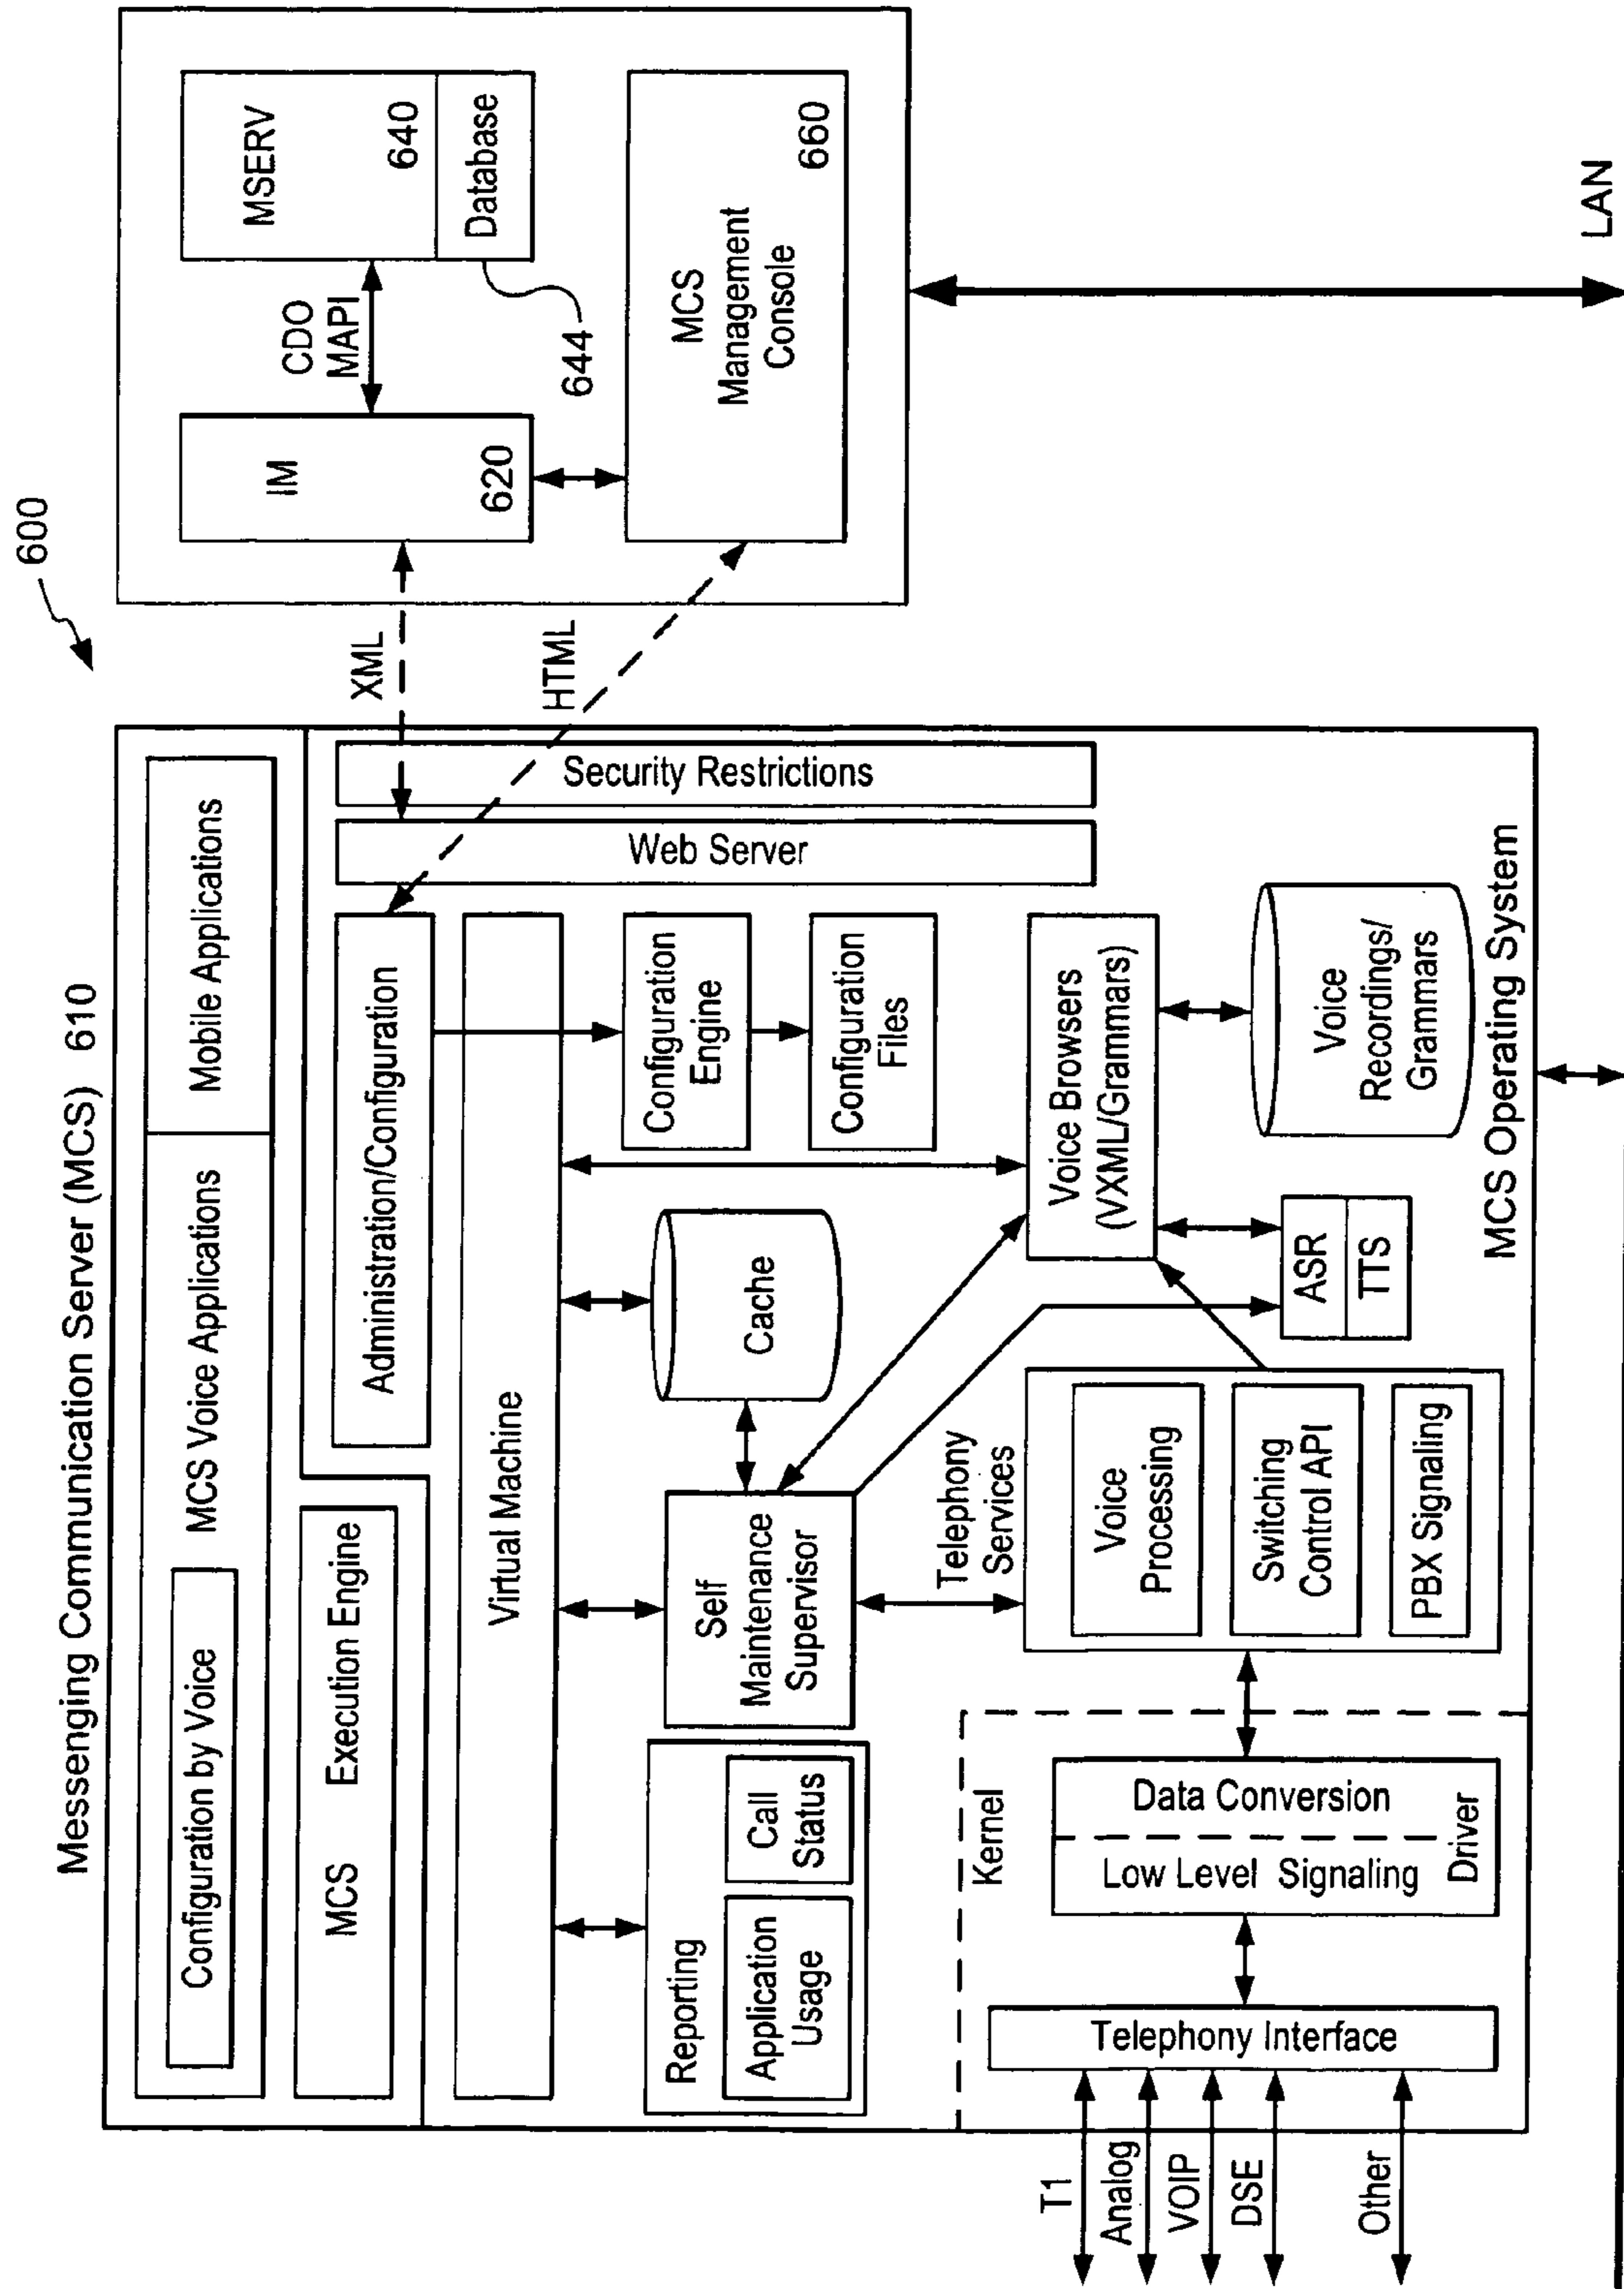 600
Messenging Communication Server (MCS) 610
Configuration by Voice
MCS Voice Applications
Mobile Applications
MCS Execution Engine
Administration/Configuration
Virtual Machine
Reporting
Application
Usage
Call
Status
Self
Maintenance
Supervisor
Cache
Configuration
Engine
Configuration
Files
Web Server
Security Restrictions
XML
HTML
Telephony
Services
Voice
Processing
Switching
Control API
PBX Signaling
Voice Browsers
(VXML/Grammars)
ASR
TTS
Voice
Recordings/
Grammars
Kernel
Data Conversion
Low Level Signaling
Driver
Telephony Interface
T1
Analog
VOIP
DSE
Other
MCS Operating System
IM
620
CDO
MAPI
MSERV
640
Database
644
MCS
Management
Console
660
LAN